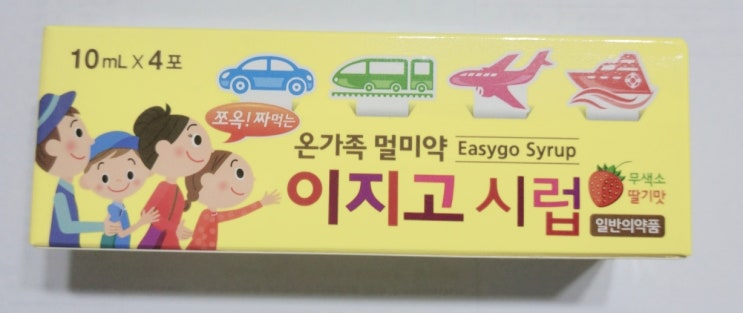 10mL X 4포
쪼옥! 짜먹는
온가족 멀미약 Easygo Syrup
이지고 시럽
무색소
딸기맛
일반의약품